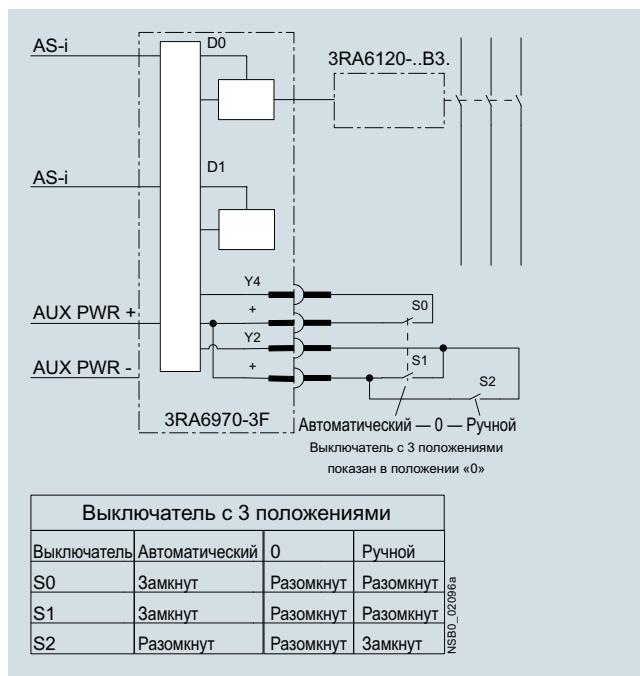 AS-i
D0
3RA6120-..B3.
AS-i
D1
Y4
+
S0
AUX PWR +
Y2
S1
+
AUX PWR -
S2
3RA6970-3F
Автоматический — 0 — Ручной
Выключатель с 3 положениями
показан в положении «0»
Выключатель с 3 положениями
Выключатель Автоматический 0 Ручной
S0 Замкнут Разомкнут Разомкнут
S1 Замкнут Разомкнут Разомкнут
S2 Разомкнут Разомкнут Замкнут
NSB0_02096a